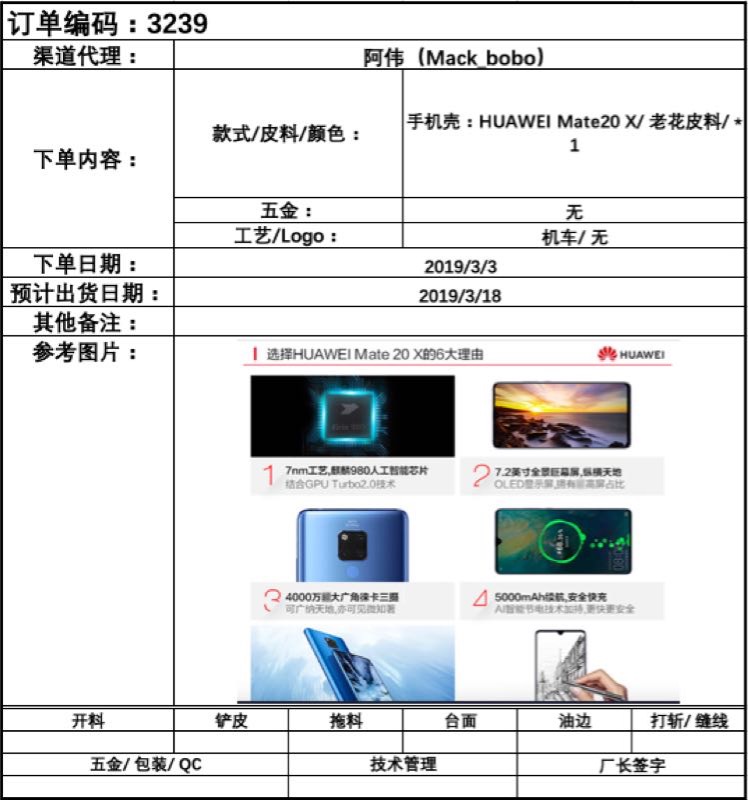 订单编码：3239
渠道代理：
阿伟（Mack_bobo）
下单内容：
款式/皮料/颜色：
手机壳：HUAWEI Mate20 X/ 老花皮料/ *
1
五金：
无
工艺/Logo：
机车/ 无
下单日期：
2019/3/3
预计出货日期：
2019/3/18
其他备注：
参考图片：
选择HUAWEI Mate 20 X的6大理由
HUAWEI
Kirin 980
1
7nm工艺,麒麟980人工智能芯片
结合GPU Turbo2.0技术
2
7.2英寸全景巨幕屏,纵横天地
OLED显示屏,拥有超高屏占比
3
4000万超大广角徕卡三摄
可广纳天地,亦可见微知著
4
5000mAh续航,安全快充
AI智能节电技术加持,更快更安全
开料
铲皮
拖料
台面
油边
打斩/ 缝线
五金/ 包装/ QC
技术管理
厂长签字